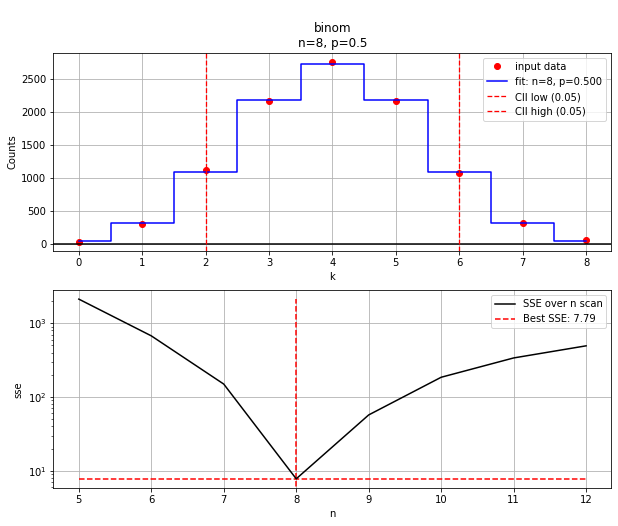 binom
n=8, p=0.5
input data
fit: n=8, p=0.500
CII low (0.05)
CII high (0.05)
2500
2000
1500
1000
500
0
Counts
0 1 2 3 4 5 6 7 8
k
SSE over n scan
Best SSE: 7.79
10³
10²
10¹
sse
5 6 7 8 9 10 11 12
n